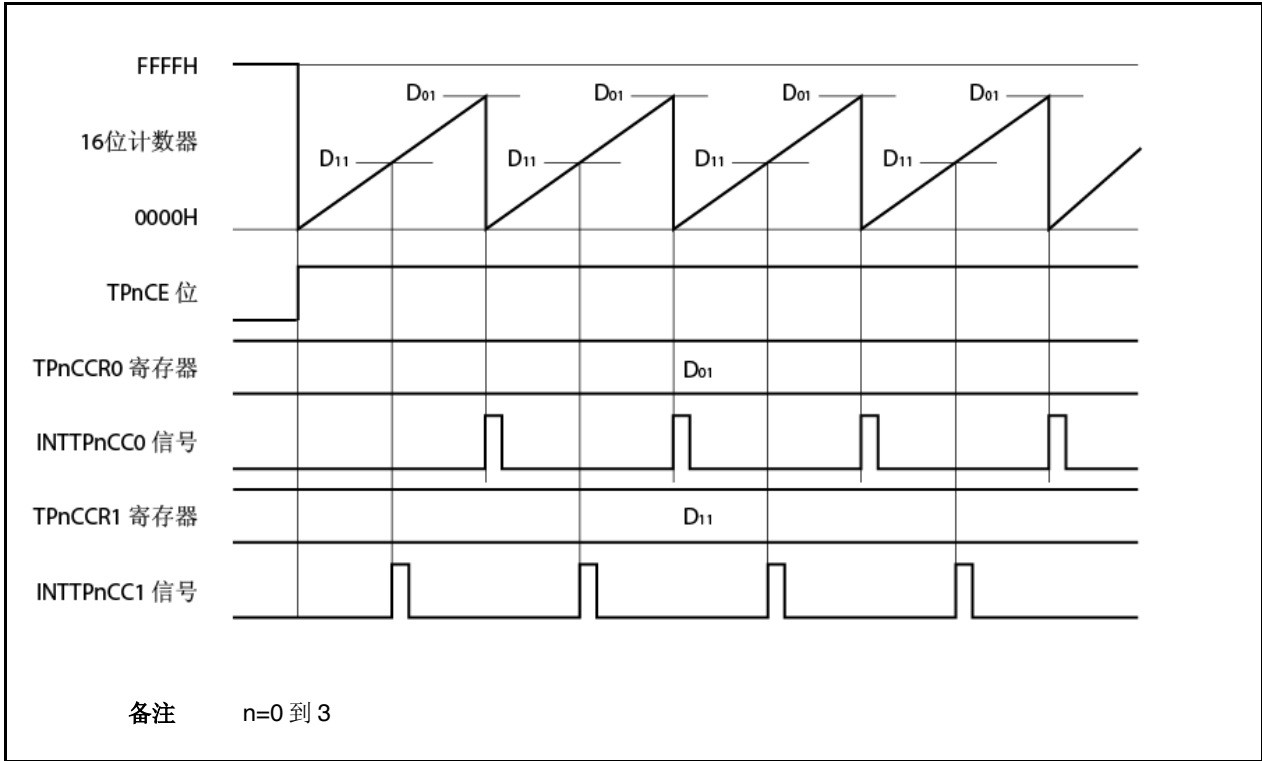 FFFFH
D01 D01 D01 D01
16位计数器
D11 D11 D11 D11
0000H
TPnCE 位
TPnCCR0 寄存器 D01
INTTPnCC0 信号
TPnCCR1 寄存器 D11
INTTPnCC1 信号
备注 n=0 到 3